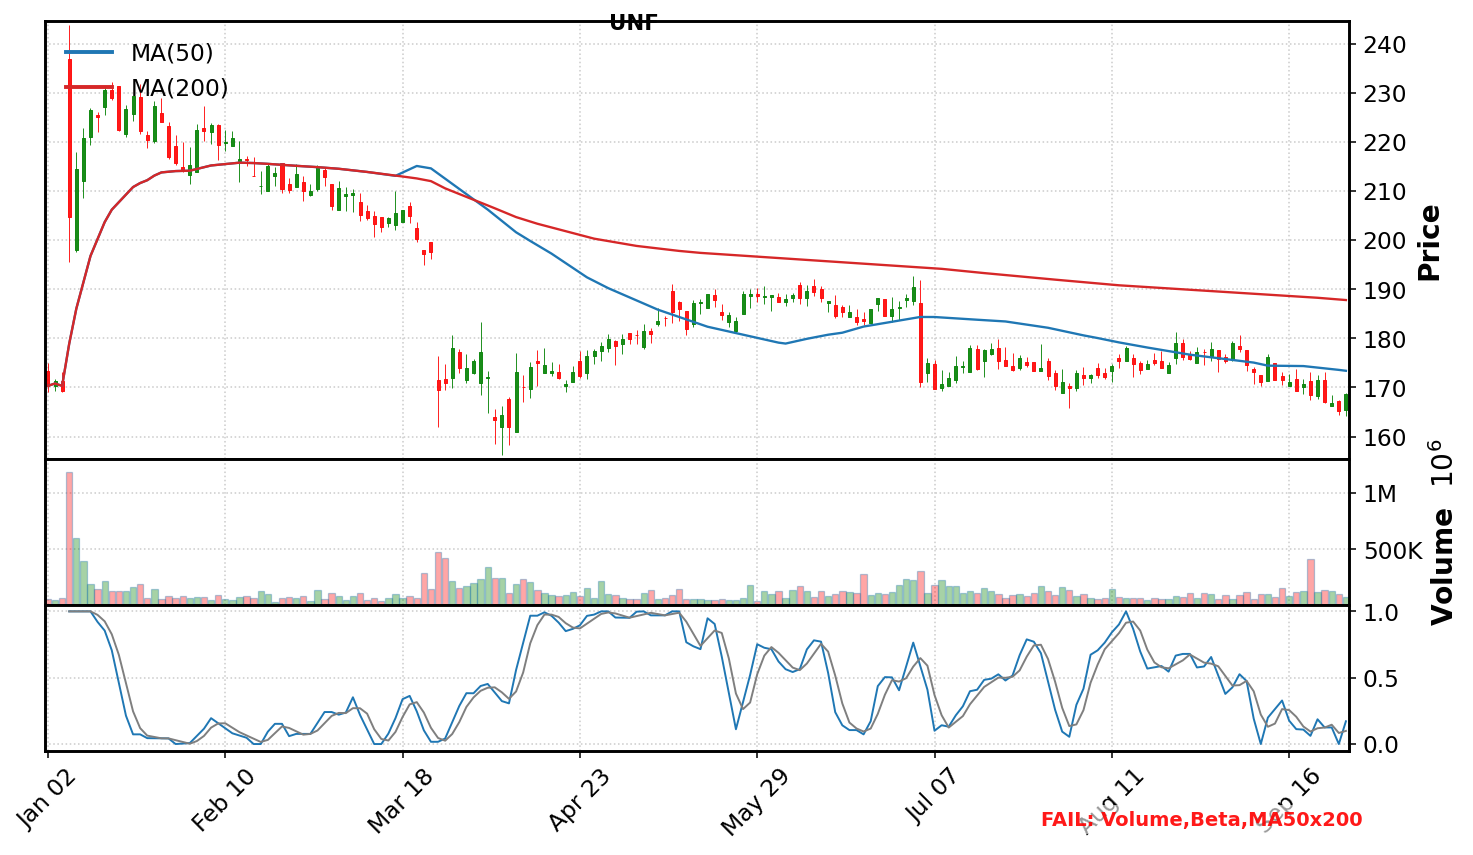 UNF
MA(50)
MA(200)
240
230
220
210
200
190
180
170
160
Price
1M
500K
Volume 10^6
1.0
0.5
0.0
Jan 02
Feb 10
Mar 18
Apr 23
May 29
Jul 07
Aug 11
Sep 16
FAIL: Volume,Beta,MA50x200